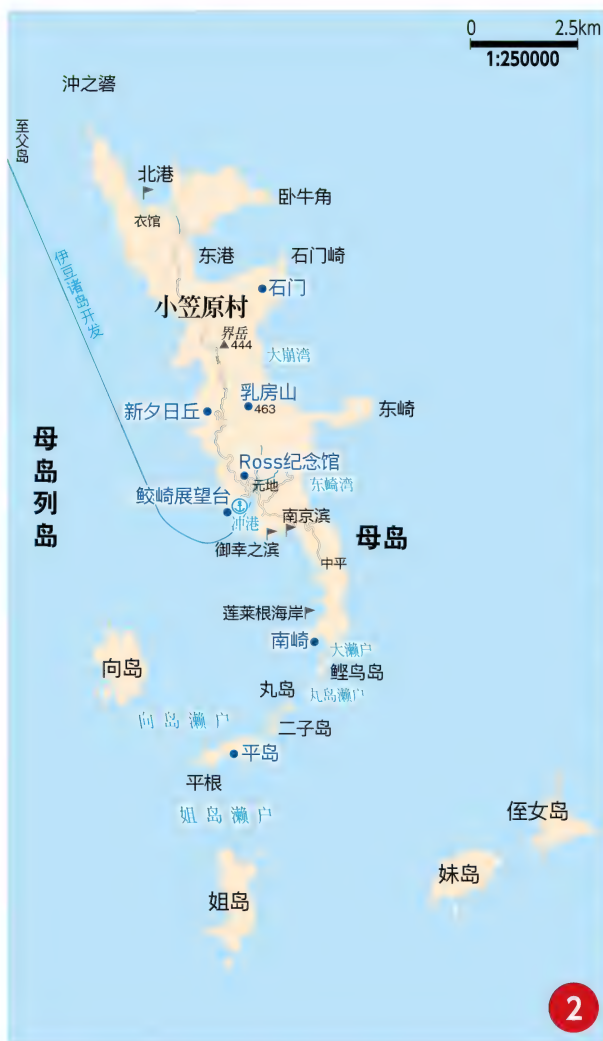 0 2.5km
1:250000
沖之碆
至父岛
北港
卧牛角
衣馆
东港
石门崎
伊豆诸岛开发
石门
小笠原村
界岳
444
大崩湾
乳房山
463
新夕日丘
东崎
母岛列岛
Ross纪念馆
元地
东崎湾
鲛崎展望台
冲港
南京滨
母岛
御幸之滨
中平
莲莱根海岸
南崎
大濑户
向岛
鲣鸟岛
丸岛
丸岛濑户
向岛濑户
二子岛
平岛
平根
姐岛濑户
侄女岛
妹岛
姐岛
2